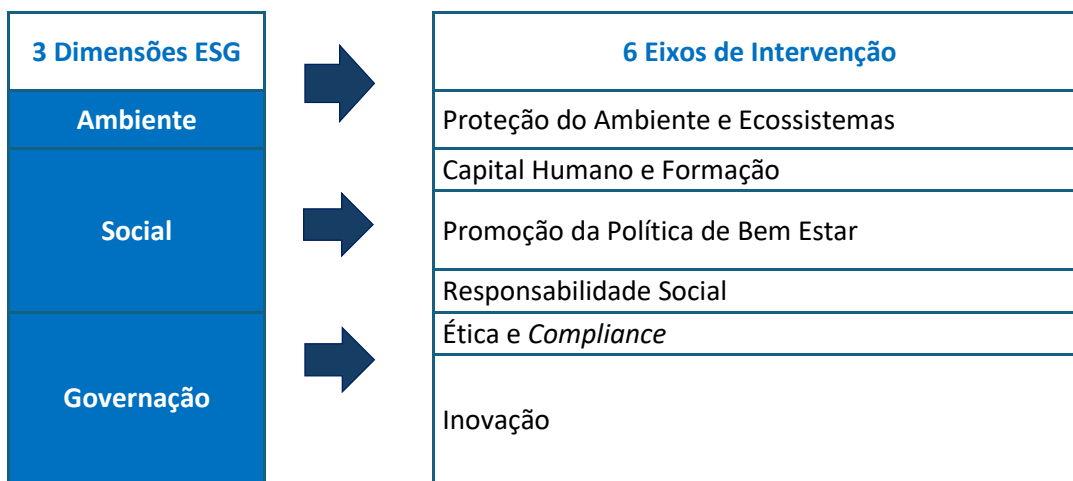 3 Dimensões ESG
6 Eixos de Intervenção
Ambiente
Proteção do Ambiente e Ecossistemas
Social
Capital Humano e Formação
Promoção da Política de Bem Estar
Responsabilidade Social
Governação
Ética e Compliance
Inovação